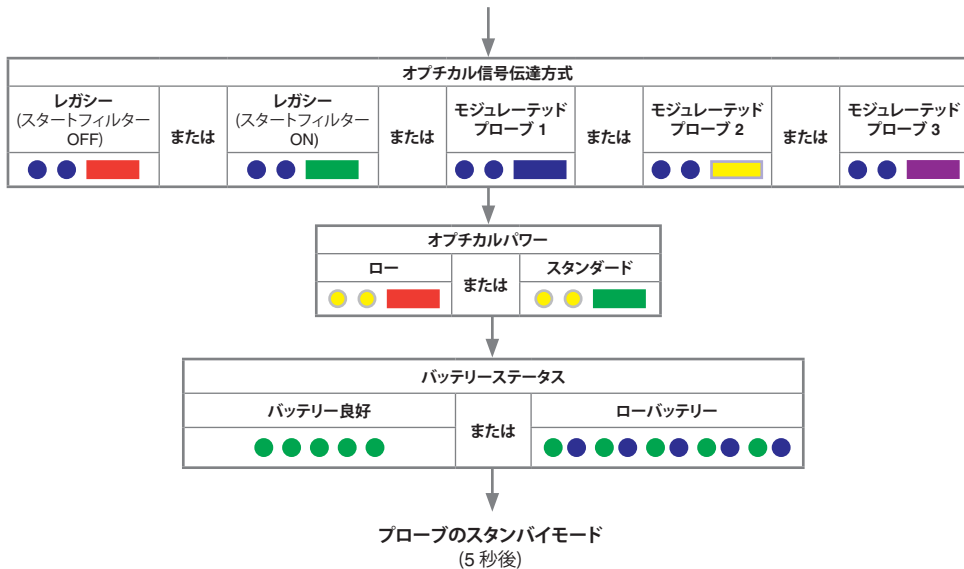 オプチカル信号伝達方式
レガシー
(スタートフィルター
OFF)
または
レガシー
(スタートフィルター
ON)
または
モジュレーテッド
プローブ 1
または
モジュレーテッド
プローブ 2
または
モジュレーテッド
プローブ 3
オプチカルパワー
ロー
または
スタンダード
バッテリーステータス
バッテリー良好
または
ローバッテリー
プローブのスタンバイモード
(5 秒後)